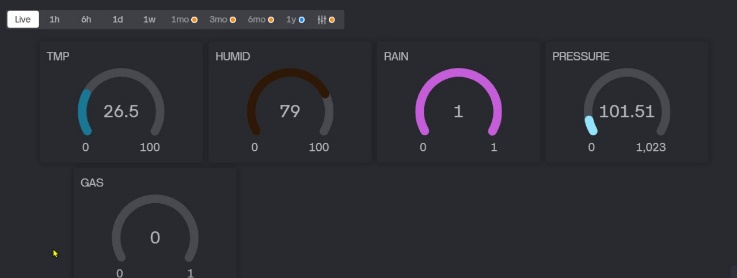 Live 1h 6h 1d 1w 1mo 3mo 6mo 1y
TMP HUMID RAIN PRESSURE
26.5 79 1 101.51
0 100 0 100 0 1 0 1,023
GAS
0
0 1